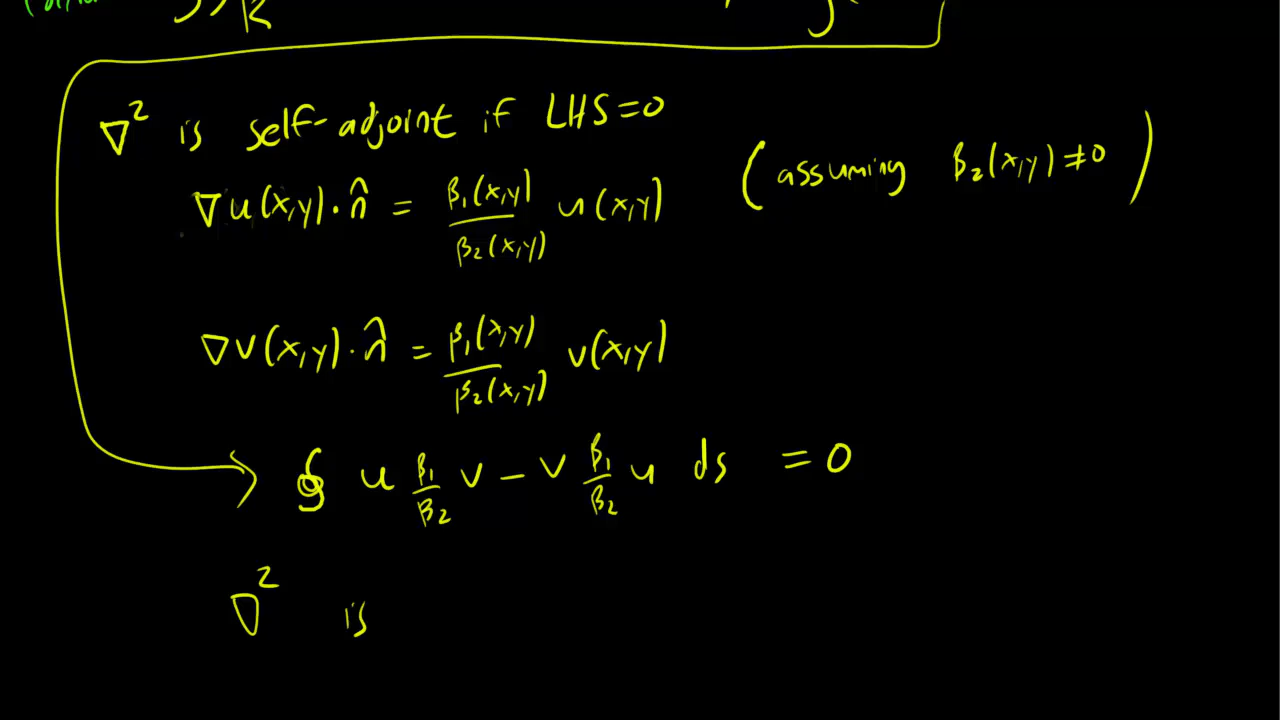 ∇² is self-adjoint if LHS=0
∇u(x,y)·n̂ = β₁(x,y)/β₂(x,y) u(x,y) (assuming β₂(x,y)≠0)
∇v(x,y)·n̂ = β₁(x,y)/β₂(x,y) v(x,y)
∮ u β₁/β₂ v − v β₁/β₂ u ds = 0
∇² is